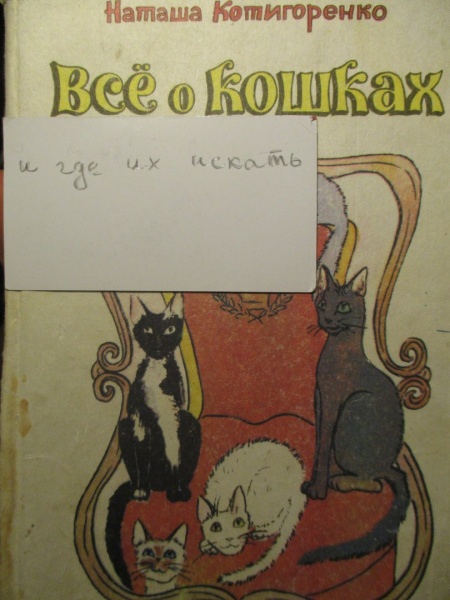 Наташа Котигоренко
Всё о кошках
и где их искать